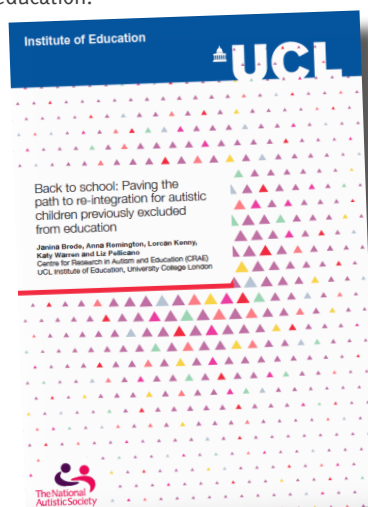 education.
Institute of Education
UCL
Back to school: Paving the
path to re-integration for autistic
children previously excluded
from education
Janina Brede, Anna Remington, Lorcan Kenny,
Katy Warren and Liz Pellicano
Centre for Research in Autism and Education (CRAE)
UCL Institute of Education, University College London
The National
Autistic Society